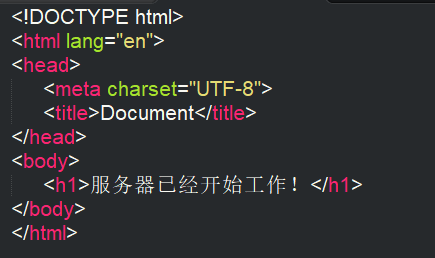 <!DOCTYPE html>
<html lang="en">
<head>
<meta charset="UTF-8">
<title>Document</title>
</head>
<body>
<h1>服务器已经开始工作！</h1>
</body>
</html>